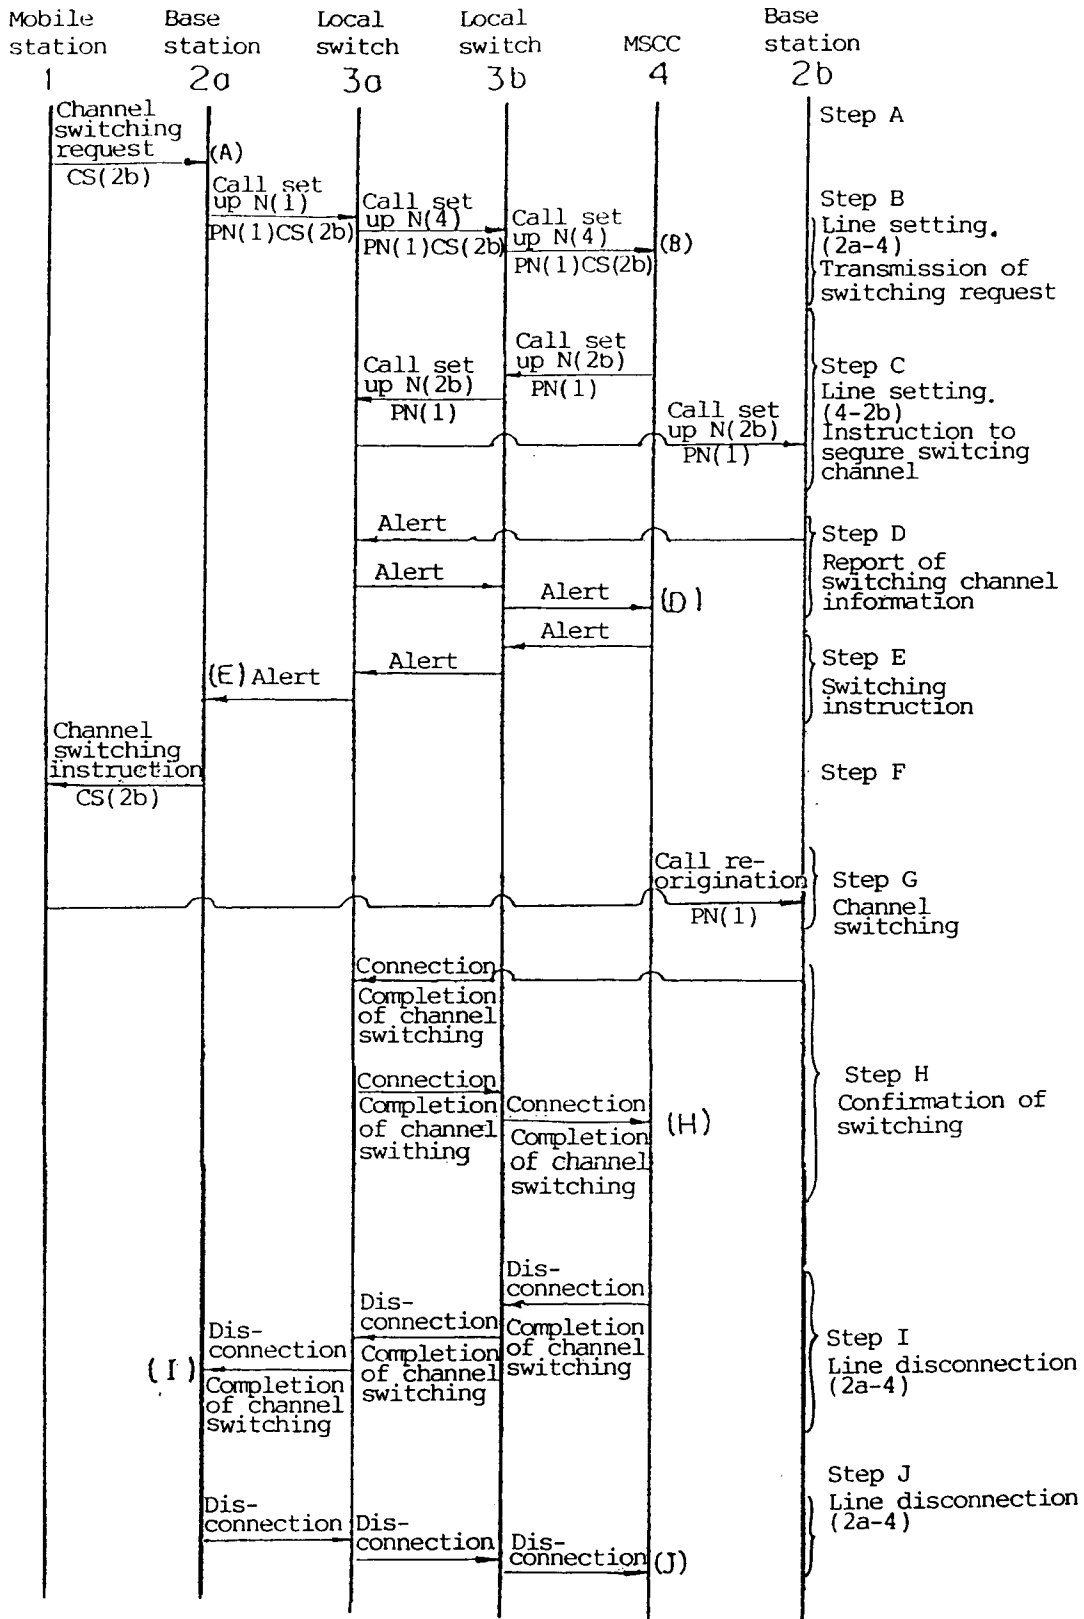 Mobile station
1
Base station
2a
Local switch
3a
Local switch
3b
MSCC
4
Base station
2b
Channel
switching
request
CS(2b)
(A)
Step A
Call set
up N(1)
PN(1)CS(2b)
Call set
up N(4)
PN(1)CS(2b)
Call set
up N(4)
PN(1)CS(2b)
(B)
Step B
Line setting.
(2a-4)
Transmission of
switching request
Call set
up N(2b)
PN(1)
Call set
up N(2b)
PN(1)
Call set
up N(2b)
PN(1)
Step C
Line setting.
(4-2b)
Instruction to
segure switcing
channel
Alert
Alert
Alert
(D)
Step D
Report of
switching channel
information
Alert
Alert
(E) Alert
Step E
Switching
instruction
Channel
switching
instruction
CS(2b)
Step F
Call re-
origination
PN(1)
Step G
Channel
switching
Connection
Completion
of channel
switching
Connection
Completion
of channel
swithing
Connection
Completion
of channel
switching
(H)
Step H
Confirmation of
switching
Dis-
connection
Completion
of channel
switching
Dis-
connection
Completion
of channel
switching
Dis-
connection
(I)
Completion
of channel
switching
Step I
Line disconnection
(2a-4)
Dis-
connection
Dis-
connection
Dis-
connection
(J)
Step J
Line disconnection
(2a-4)